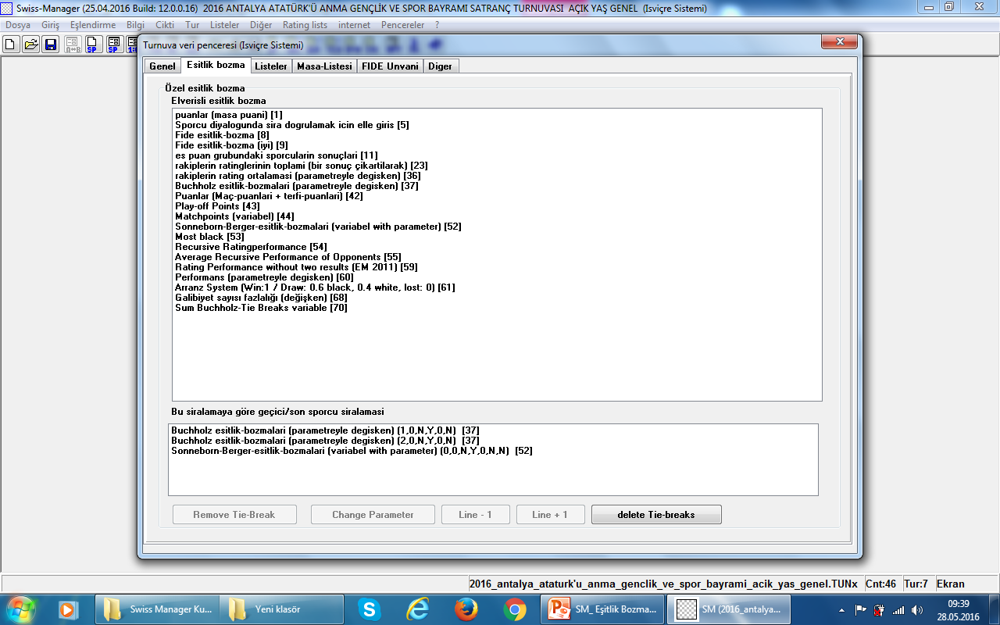 Swiss-Manager (25.04.2016 Build: 12.0.0.16)  2016 ANTALYA ATATÜRK'Ü ANMA GENÇLİK VE SPOR BAYRAMI SATRANÇ TURNUVASI  AÇIK YAŞ GENEL  (Isviçre Sistemi)
Dosya Giriş Eşlendirme Bilgi Cikti Tur Listeler Diğer Rating lists internet Pencereler ?
SP SP 1:0
Turnuva veri penceresi (Isviçre Sistemi)
Genel Esitlik bozma Listeler Masa-Listesi FIDE Unvani Diger
Özel esitlik bozma
Elverisli esitlik bozma
puanlar (masa puani) [1]
Sporcu diyalogunda sira dogrulamak icin elle giris [5]
Fide esitlik-bozma [8]
Fide esitlik-bozma (iyi) [9]
es puan grubundaki sporcularin sonuçlari [11]
rakiplerin ratinglerinin toplami (bir sonuç çikartilarak) [23]
rakiplerin rating ortalamasi (parametreyle degisken) [36]
Buchholz esitlik-bozmalari (parametreyle degisken) [37]
Puanlar (Maç-puanlari + terfi-puanlari) [42]
Play-off Points [43]
Matchpoints (variabel) [44]
Sonneborn-Berger-esitlik-bozmalari (variabel with parameter) [52]
Most black [53]
Recursive Ratingperformance [54]
Average Recursive Performance of Opponents [55]
Rating Performance without two results (EM 2011) [59]
Performans (parametreyle degisken) [60]
Arranz System (Win:1 / Draw: 0.6 black, 0.4 white, lost: 0) [61]
Galibiyet sayısı fazlalığı (değişken) [68]
Sum Buchholz-Tie Breaks variable [70]
Bu siralamaya göre geçici/son sporcu siralamasi
Buchholz esitlik-bozmalari (parametreyle degisken) (1,0,N,Y,0,N)  [37]
Buchholz esitlik-bozmalari (parametreyle degisken) (2,0,N,Y,0,N)  [37]
Sonneborn-Berger-esitlik-bozmalari (variabel with parameter) (0,0,N,Y,0,N,N)  [52]
Remove Tie-Break Change Parameter Line - 1 Line + 1 delete Tie-breaks
2016_antalya_ataturk'u_anma_genclik_ve_spor_bayrami_acik_yas_genel.TUNx Cnt:46 Tur:7 Ekran
Swiss Manager Ku... Yeni klasör SM_ Eşitlik Bozma... SM (2016_antalya... 09:39
28.05.2016